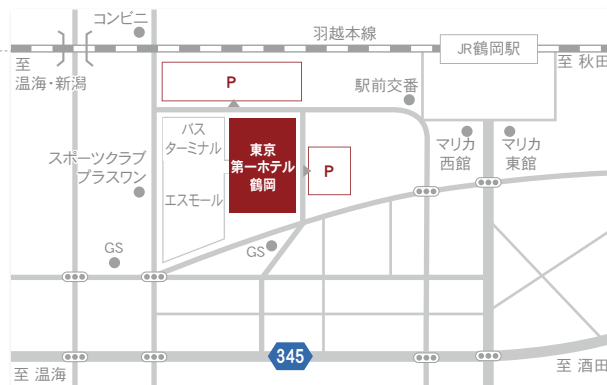 コンビニ
羽越本線
JR鶴岡駅
至
温海・新潟
至 秋田
P
駅前交番
バス
ターミナル
東京
第一ホテル
鶴岡
P
マリカ
西館
マリカ
東館
スポーツクラブ
プラスワン
エスモール
GS
GS
345
至 温海
至 酒田